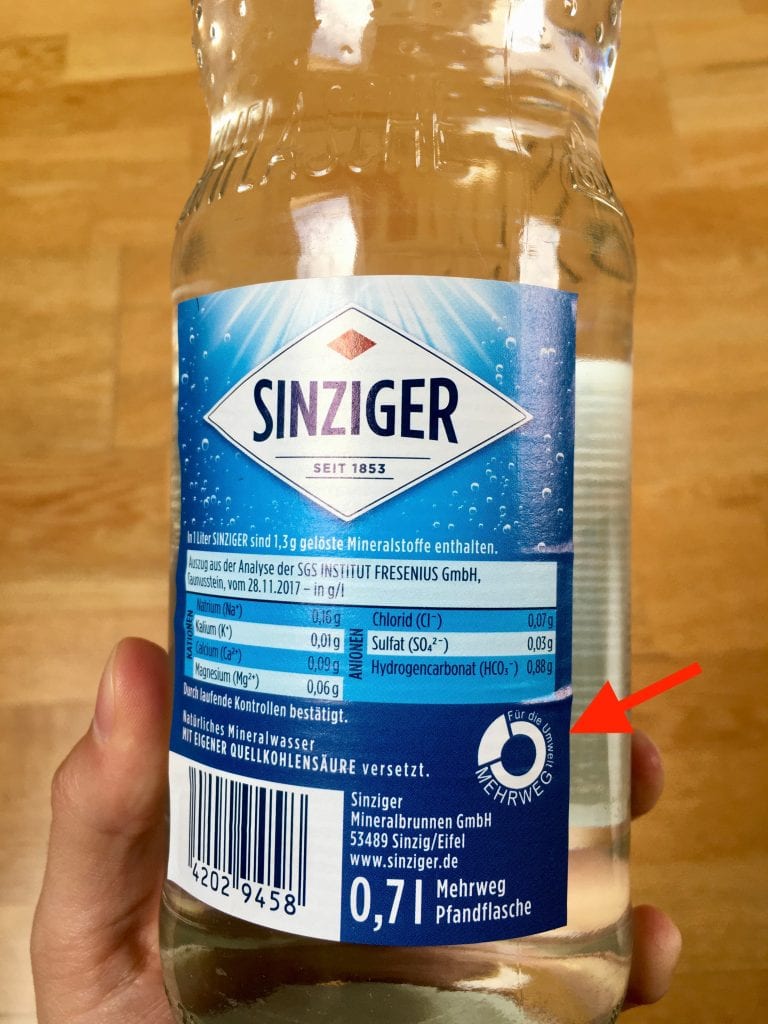 FLASCHE
SINZIGER
SEIT 1853
In 1 Liter SINZIGER sind 1,3 g gelöste Mineralstoffe enthalten.
Auszug aus der Analyse der SGS INSTITUT FRESENIUS GmbH,
Taunusstein, vom 28.11.2017 – in g/l
KATIONEN
Natrium (Na⁺) 0,16 g
Kalium (K⁺) 0,01 g
Calcium (Ca²⁺) 0,09 g
Magnesium (Mg²⁺) 0,06 g
ANIONEN
Chlorid (Cl⁻) 0,07 g
Sulfat (SO₄²⁻) 0,03 g
Hydrogencarbonat (HCO₃⁻) 0,88 g
Durch laufende Kontrollen bestätigt.
Natürliches Mineralwasser
MIT EIGENER QUELLKOHLENSÄURE versetzt.
Für die Umwelt
MEHRWEG
4202 9458
Sinziger
Mineralbrunnen GmbH
53489 Sinzig/Eifel
www.sinziger.de
0,7 l Mehrweg
Pfandflasche